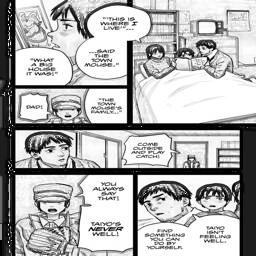 "THIS IS
WHERE I
LIVE!"...
...SAID
THE TOWN
MOUSE.
"WHAT
A BIG
HOUSE
IT WAS!"
DAD!
"THE
TOWN
MOUSE'S
FAMILY..."
COME
OUTSIDE
AND PLAY
CATCH!
YOU
ALWAYS
SAY
THAT!
TAIYO'S
NEVER
WELL!
TAIYO
ISN'T
FEELING
WELL.
FIND
SOMETHING
YOU CAN
DO BY
YOURSELF.